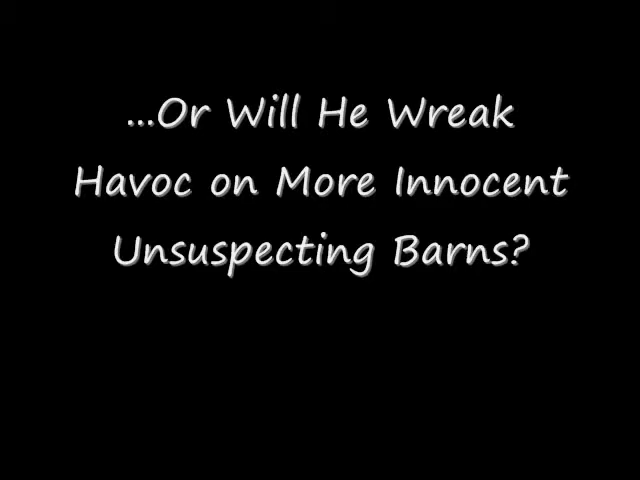 ...Or Will He Wreak
Havoc on More Innocent
Unsuspecting Barns?